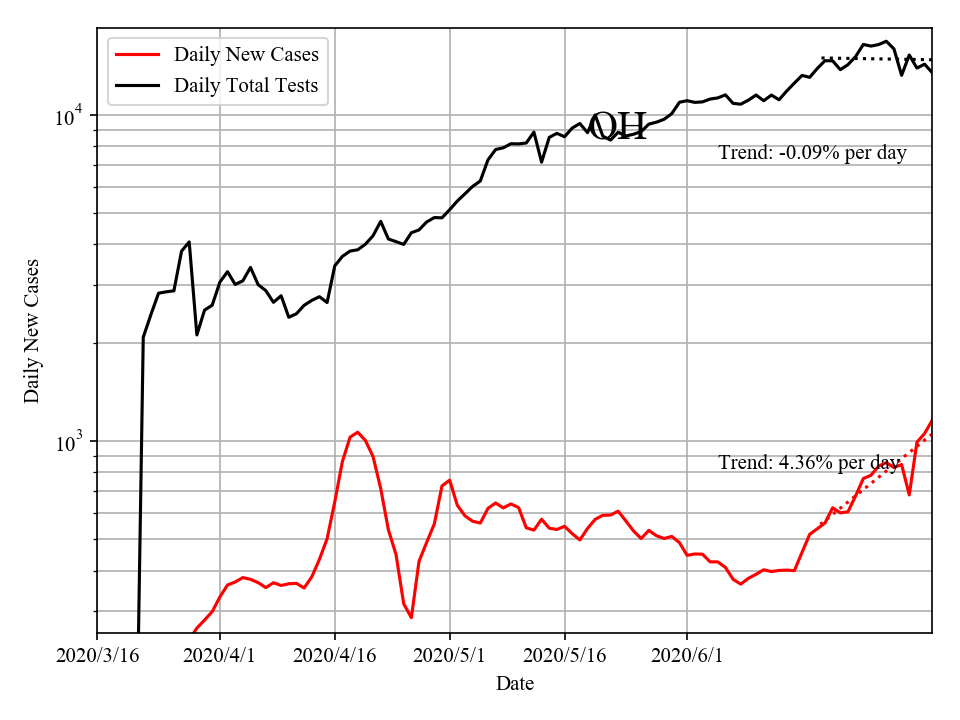 Daily New Cases
Daily Total Tests
10^4
OH
Trend: -0.09% per day
Daily New Cases
10^3
Trend: 4.36% per day
2020/3/16 2020/4/1 2020/4/16 2020/5/1 2020/5/16 2020/6/1
Date